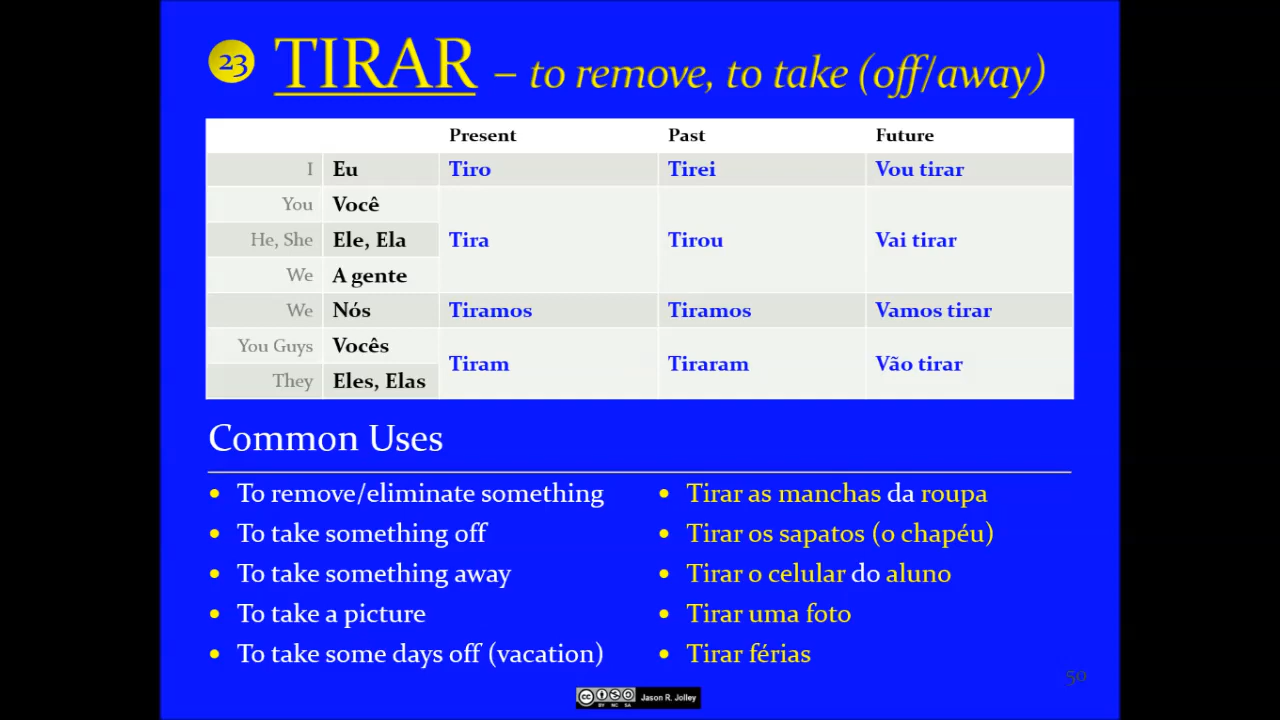 23 TIRAR – to remove, to take (off/away)
Present Past Future
I Eu Tiro Tirei Vou tirar
You Você
He, She Ele, Ela Tira Tirou Vai tirar
We A gente
We Nós Tiramos Tiramos Vamos tirar
You Guys Vocês
Tiram Tiraram Vão tirar
They Eles, Elas
Common Uses
• To remove/eliminate something • Tirar as manchas da roupa
• To take something off • Tirar os sapatos (o chapéu)
• To take something away • Tirar o celular do aluno
• To take a picture • Tirar uma foto
• To take some days off (vacation) • Tirar férias
50
cc Jason R. Jolley
BY NC SA